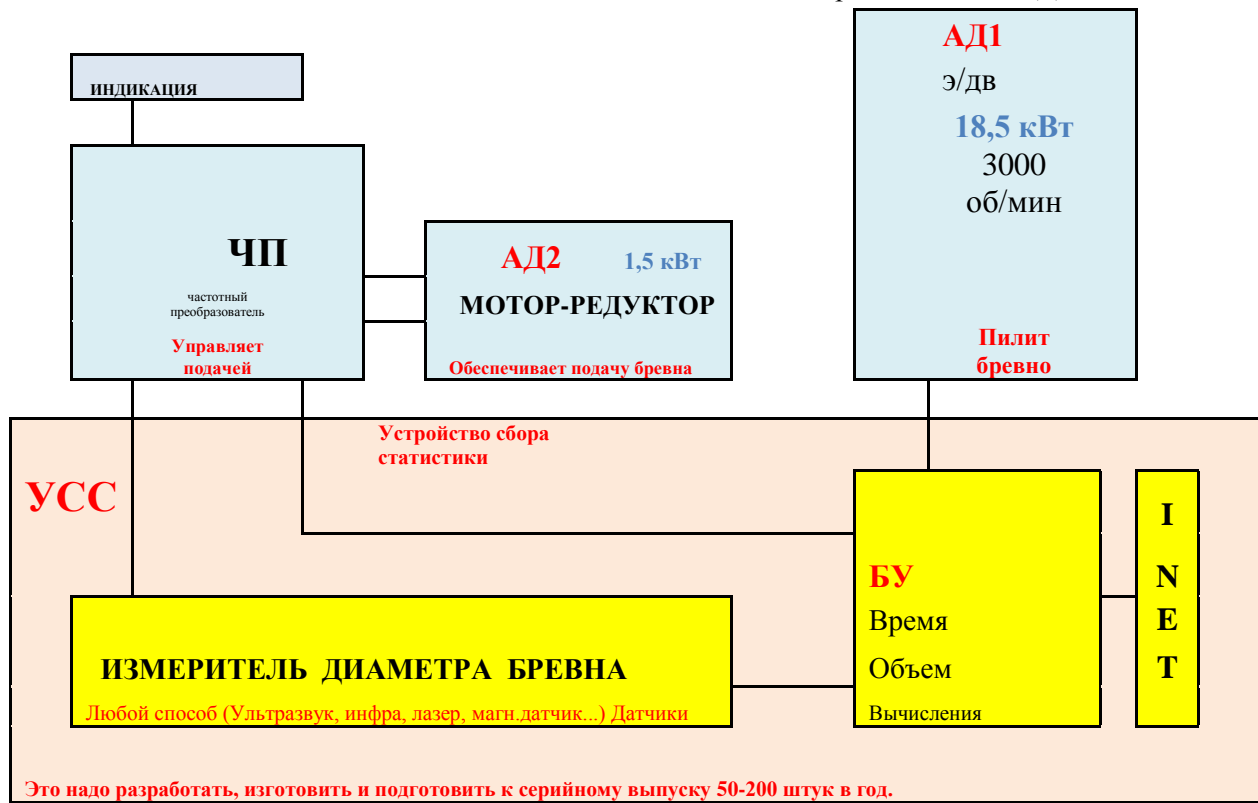 ИНДИКАЦИЯ
ЧП
частотный
преобразователь
Управляет
подачей
АД2 1,5 кВт
МОТОР-РЕДУКТОР
Обеспечивает подачу бревна
АД1
э/дв
18,5 кВт
3000
об/мин
Пилит
бревно
Устройство сбора
статистики
УСС
ИЗМЕРИТЕЛЬ ДИАМЕТРА БРЕВНА
Любой способ (Ультразвук, инфра, лазер, магн.датчик...) Датчики
БУ
Время
Объем
Вычисления
I
N
E
T
Это надо разработать, изготовить и подготовить к серийному выпуску 50-200 штук в год.